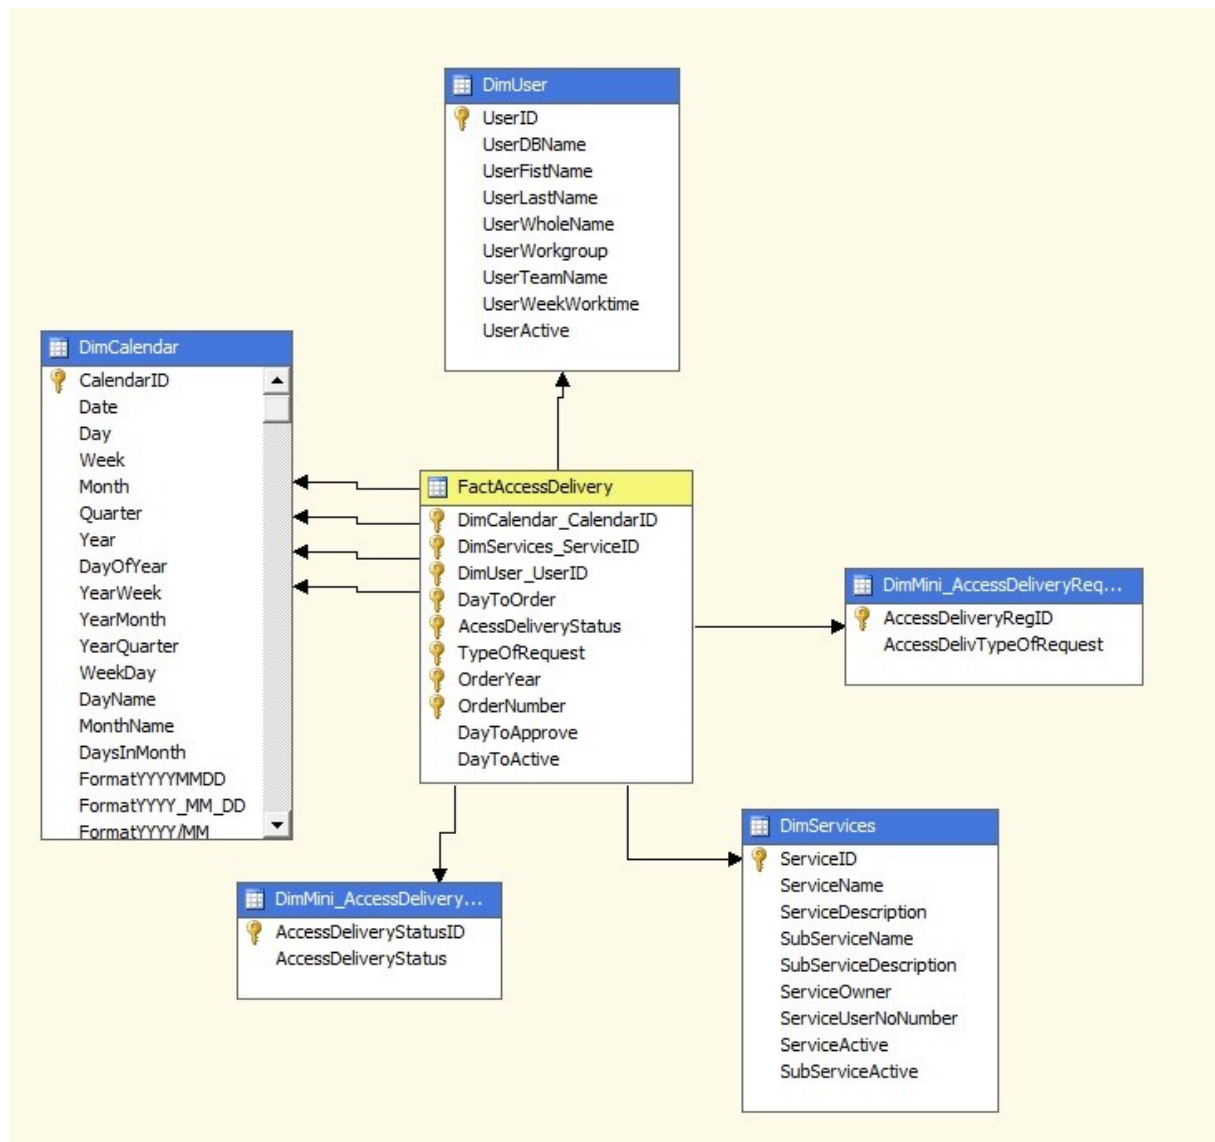 DimUser
UserID
UserDBName
UserFistName
UserLastName
UserWholeName
UserWorkgroup
UserTeamName
UserWeekWorktime
UserActive
DimCalendar
CalendarID
Date
Day
Week
Month
Quarter
Year
DayOfYear
YearWeek
YearMonth
YearQuarter
WeekDay
DayName
MonthName
DaysInMonth
FormatYYYYMMDD
FormatYYYY_MM_DD
FormatYYYY/MM
FactAccessDelivery
DimCalendar_CalendarID
DimServices_ServiceID
DimUser_UserID
DayToOrder
AcessDeliveryStatus
TypeOfRequest
OrderYear
OrderNumber
DayToApprove
DayToActive
DimMini_AccessDeliveryReq...
AccessDeliveryRegID
AccessDelivTypeOfRequest
DimMini_AccessDelivery...
AccessDeliveryStatusID
AccessDeliveryStatus
DimServices
ServiceID
ServiceName
ServiceDescription
SubServiceName
SubServiceDescription
ServiceOwner
ServiceUserNoNumber
ServiceActive
SubServiceActive